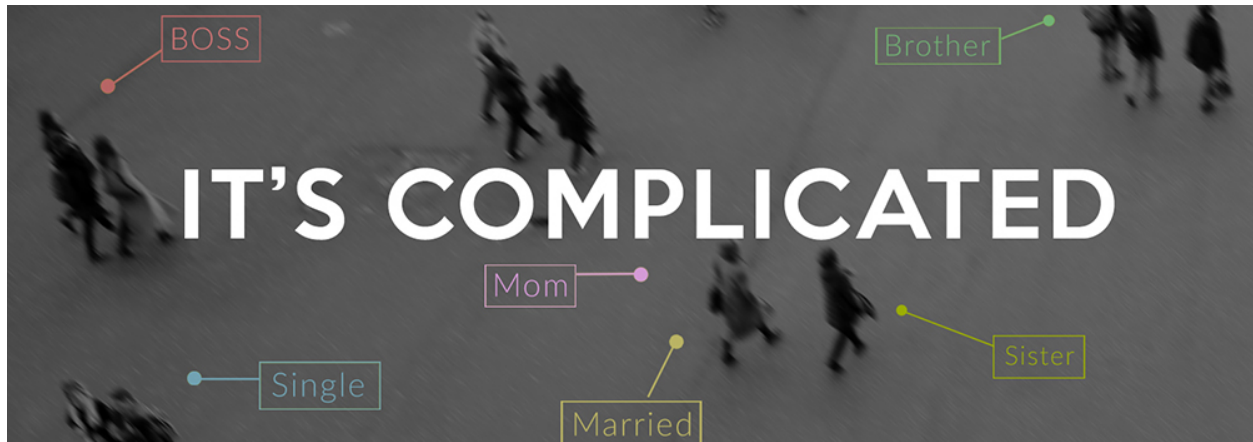 BOSS
Brother
IT'S COMPLICATED
Mom
Sister
Single
Married